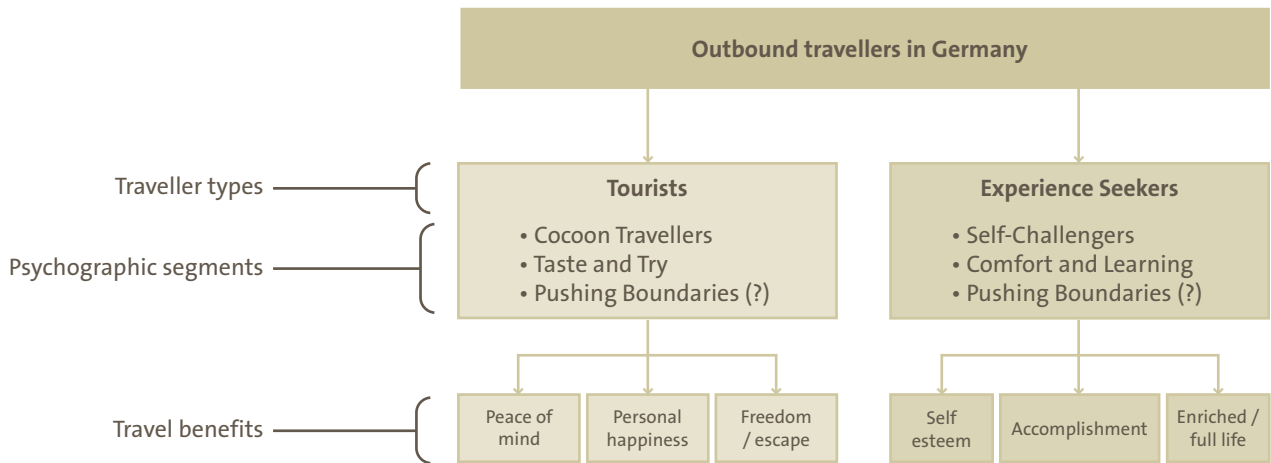 Outbound travellers in Germany
Traveller types
Tourists
Experience Seekers
Psychographic segments
• Cocoon Travellers
• Taste and Try
• Pushing Boundaries (?)
• Self-Challengers
• Comfort and Learning
• Pushing Boundaries (?)
Travel benefits
Peace of
mind
Personal
happiness
Freedom
/ escape
Self
esteem
Accomplishment
Enriched /
full life